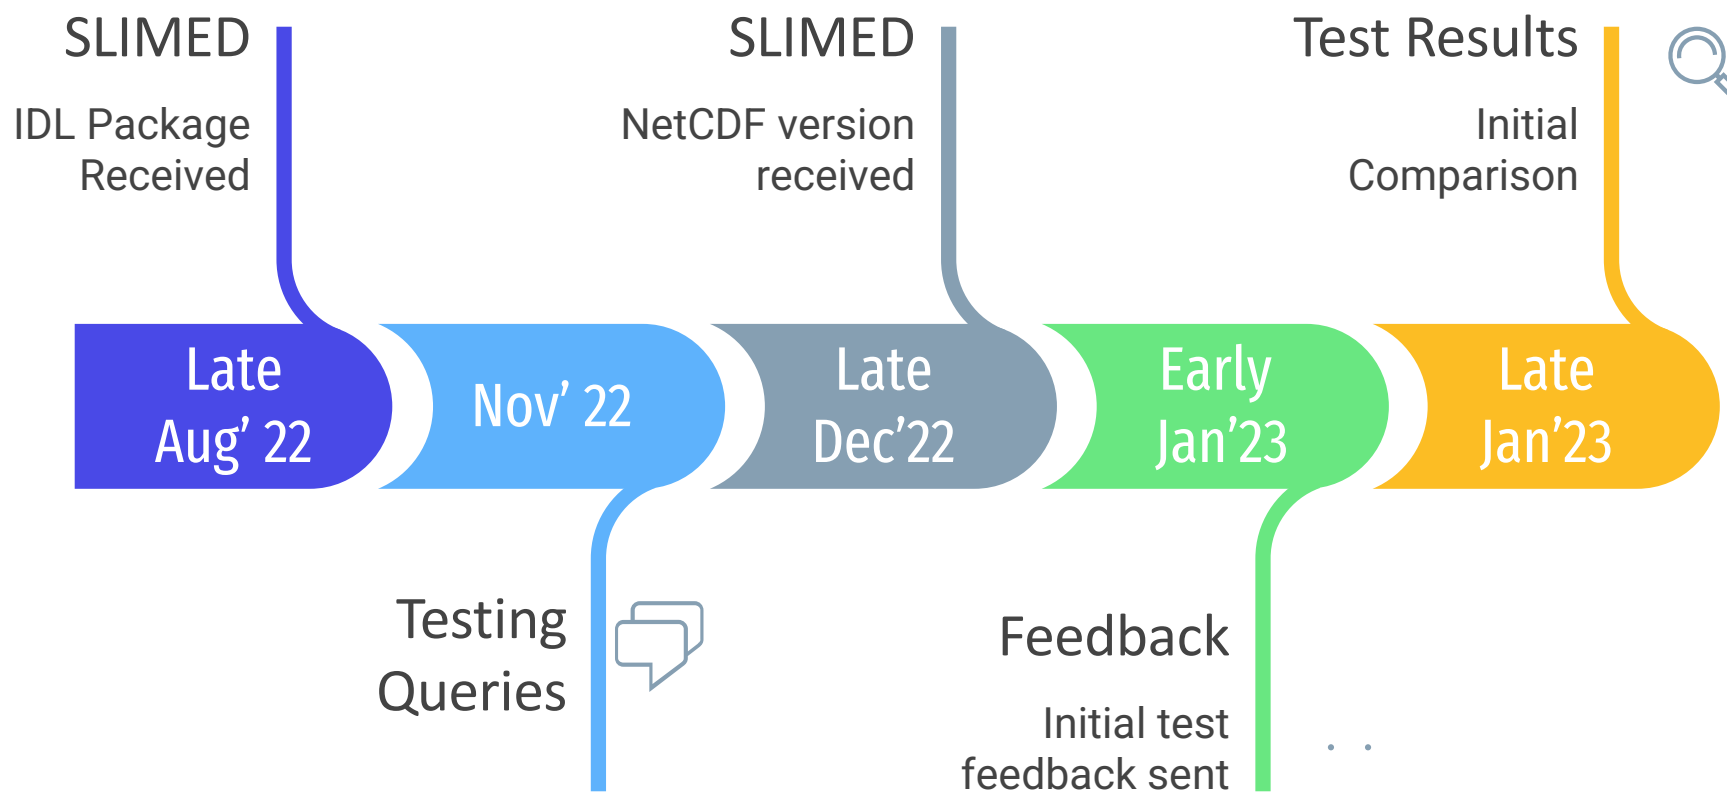 SLIMED
IDL Package
Received
SLIMED
NetCDF version
received
Test Results
Initial
Comparison
Late
Aug’ 22
Nov’ 22
Late
Dec’22
Early
Jan’23
Late
Jan’23
Testing
Queries
Feedback
Initial test
feedback sent